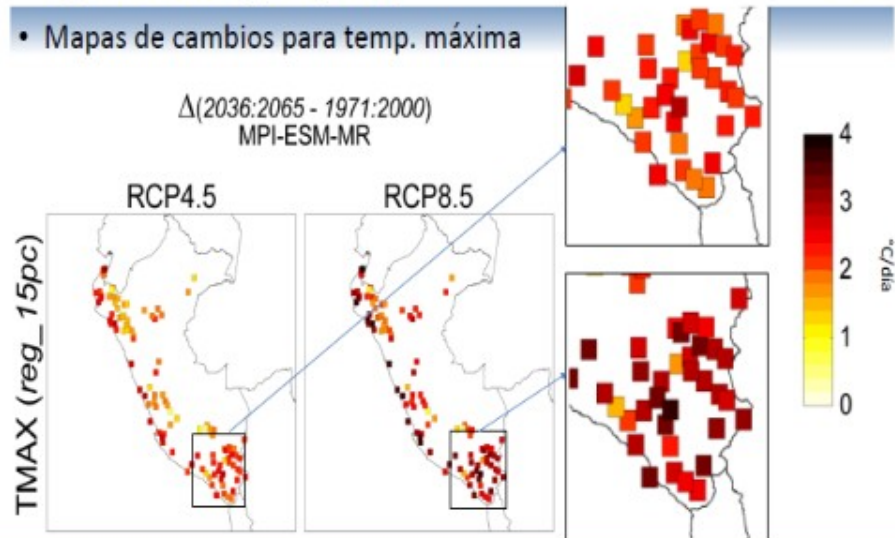 • Mapas de cambios para temp. máxima
Δ(2036:2065 - 1971:2000)
MPI-ESM-MR
RCP4.5
RCP8.5
TMAX (reg_15pc)
4
3
2
1
0
°C/día